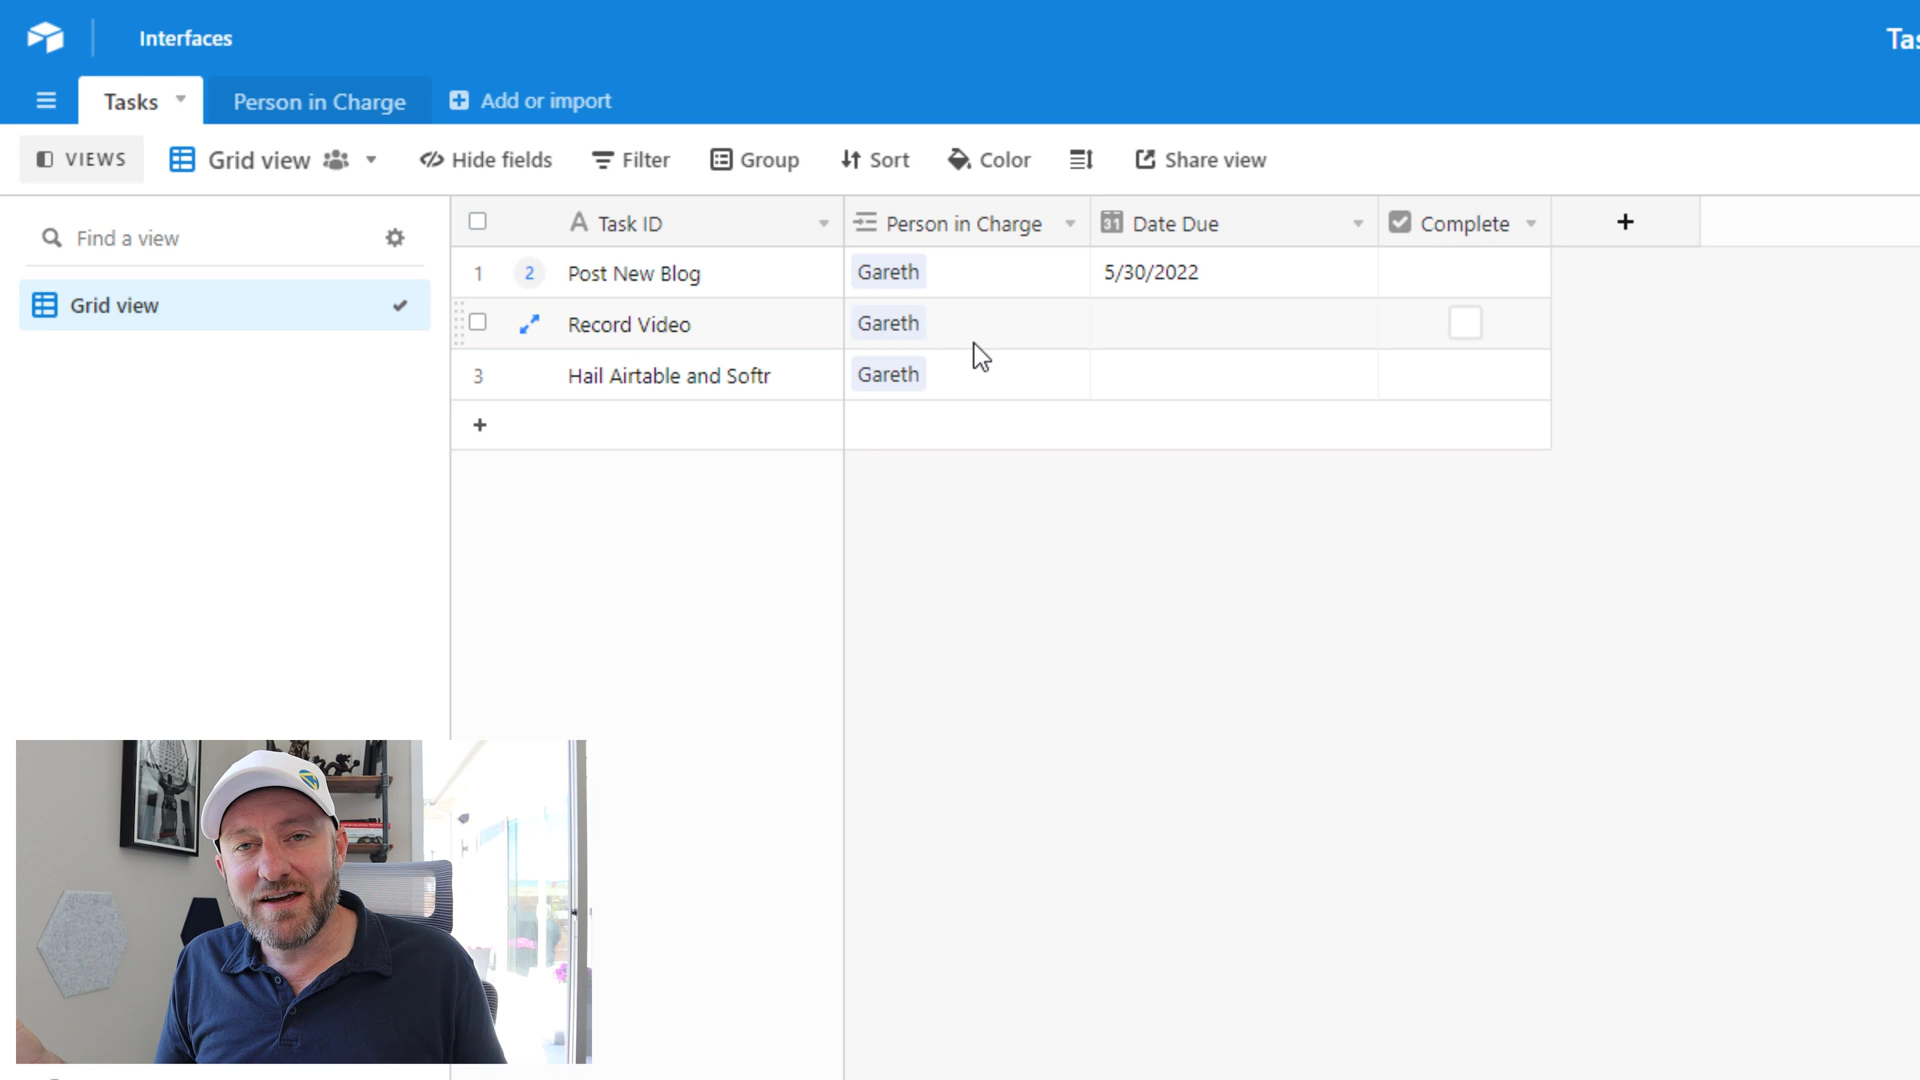 Interfaces
Tas
Tasks
Person in Charge
Add or import
VIEWS
Grid view
Hide fields
Filter
Group
Sort
Color
Share view
Find a view
Grid view
A Task ID
Person in Charge
31 Date Due
Complete
1 2 Post New Blog Gareth 5/30/2022
Record Video Gareth
3 Hail Airtable and Softr Gareth